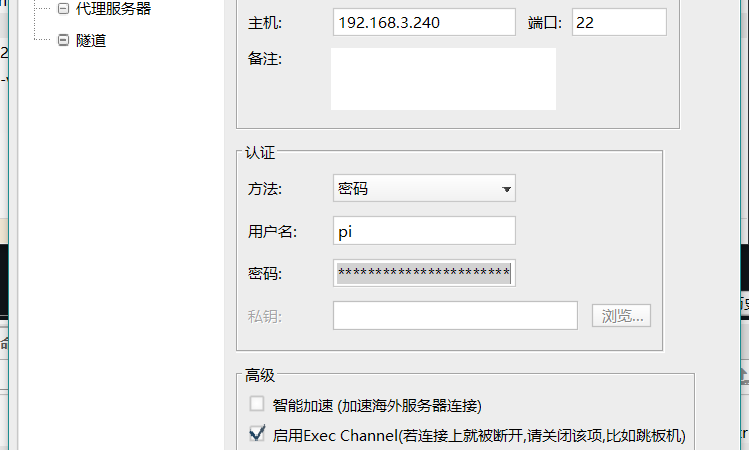 代理服务器
隧道
主机: 192.168.3.240 端口: 22
备注:
认证
方法: 密码
用户名: pi
密码: ***********************
私钥: 浏览...
高级
智能加速 (加速海外服务器连接)
启用Exec Channel(若连接上就被断开,请关闭该项,比如跳板机)